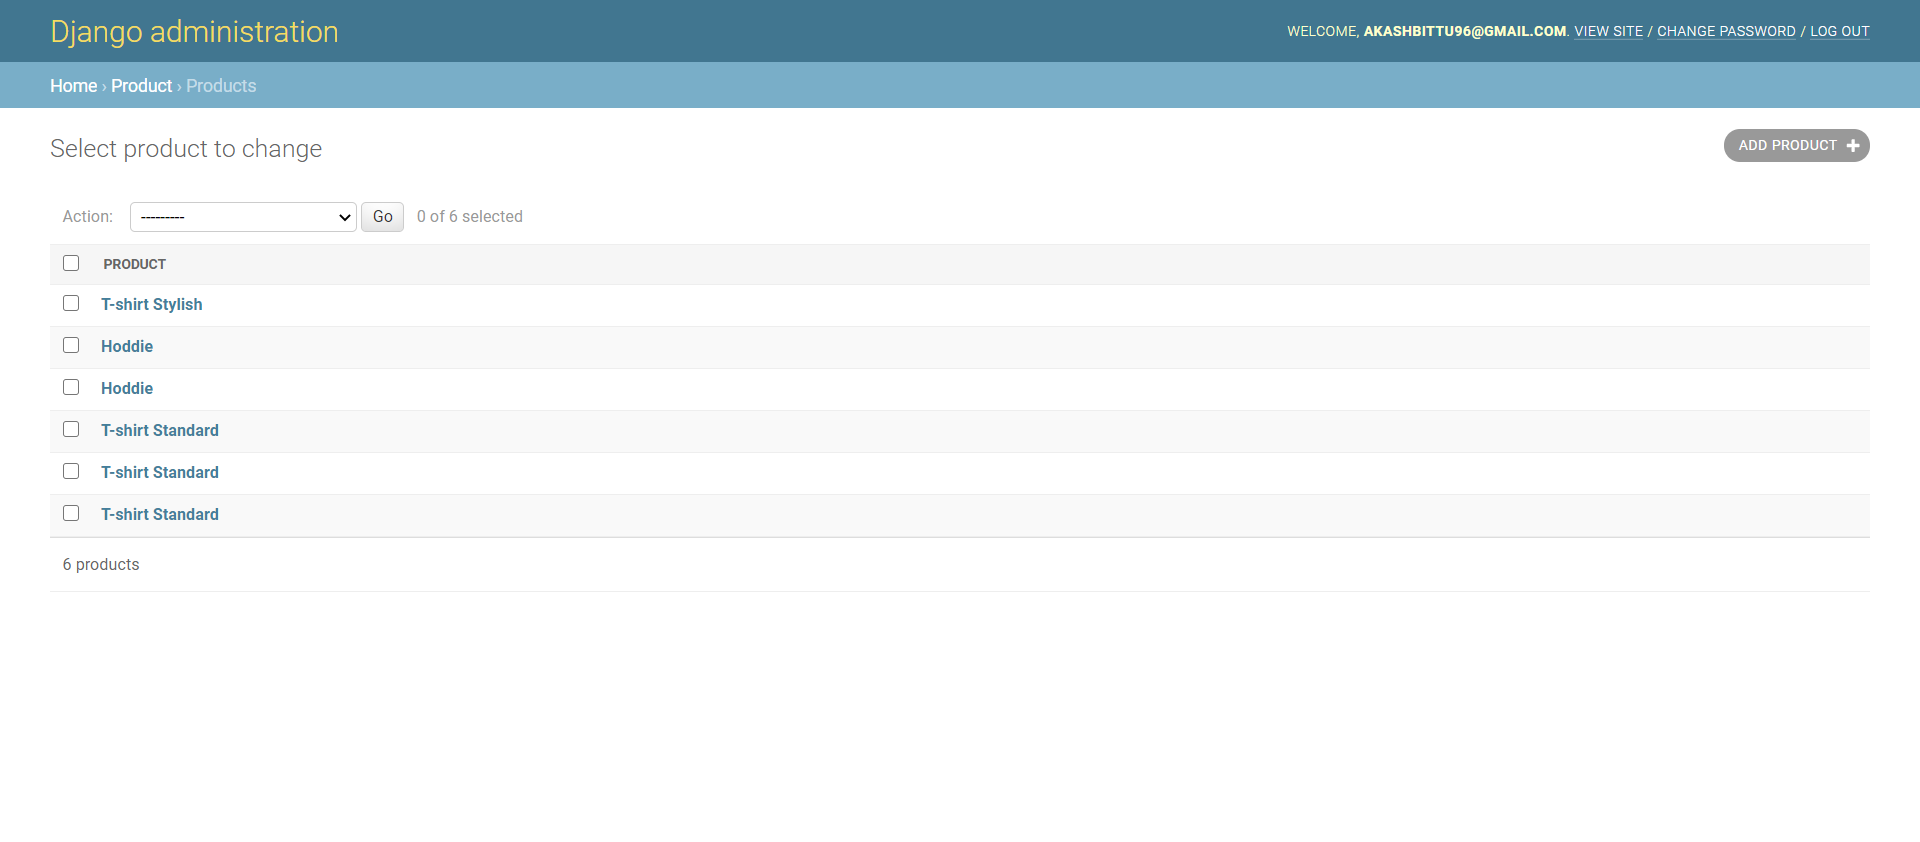 Django administration
WELCOME, AKASHBITTU96@GMAIL.COM. VIEW SITE / CHANGE PASSWORD / LOG OUT
Home › Product › Products
Select product to change
ADD PRODUCT
Action: --------- Go 0 of 6 selected
PRODUCT
T-shirt Stylish
Hoddie
Hoddie
T-shirt Standard
T-shirt Standard
T-shirt Standard
6 products